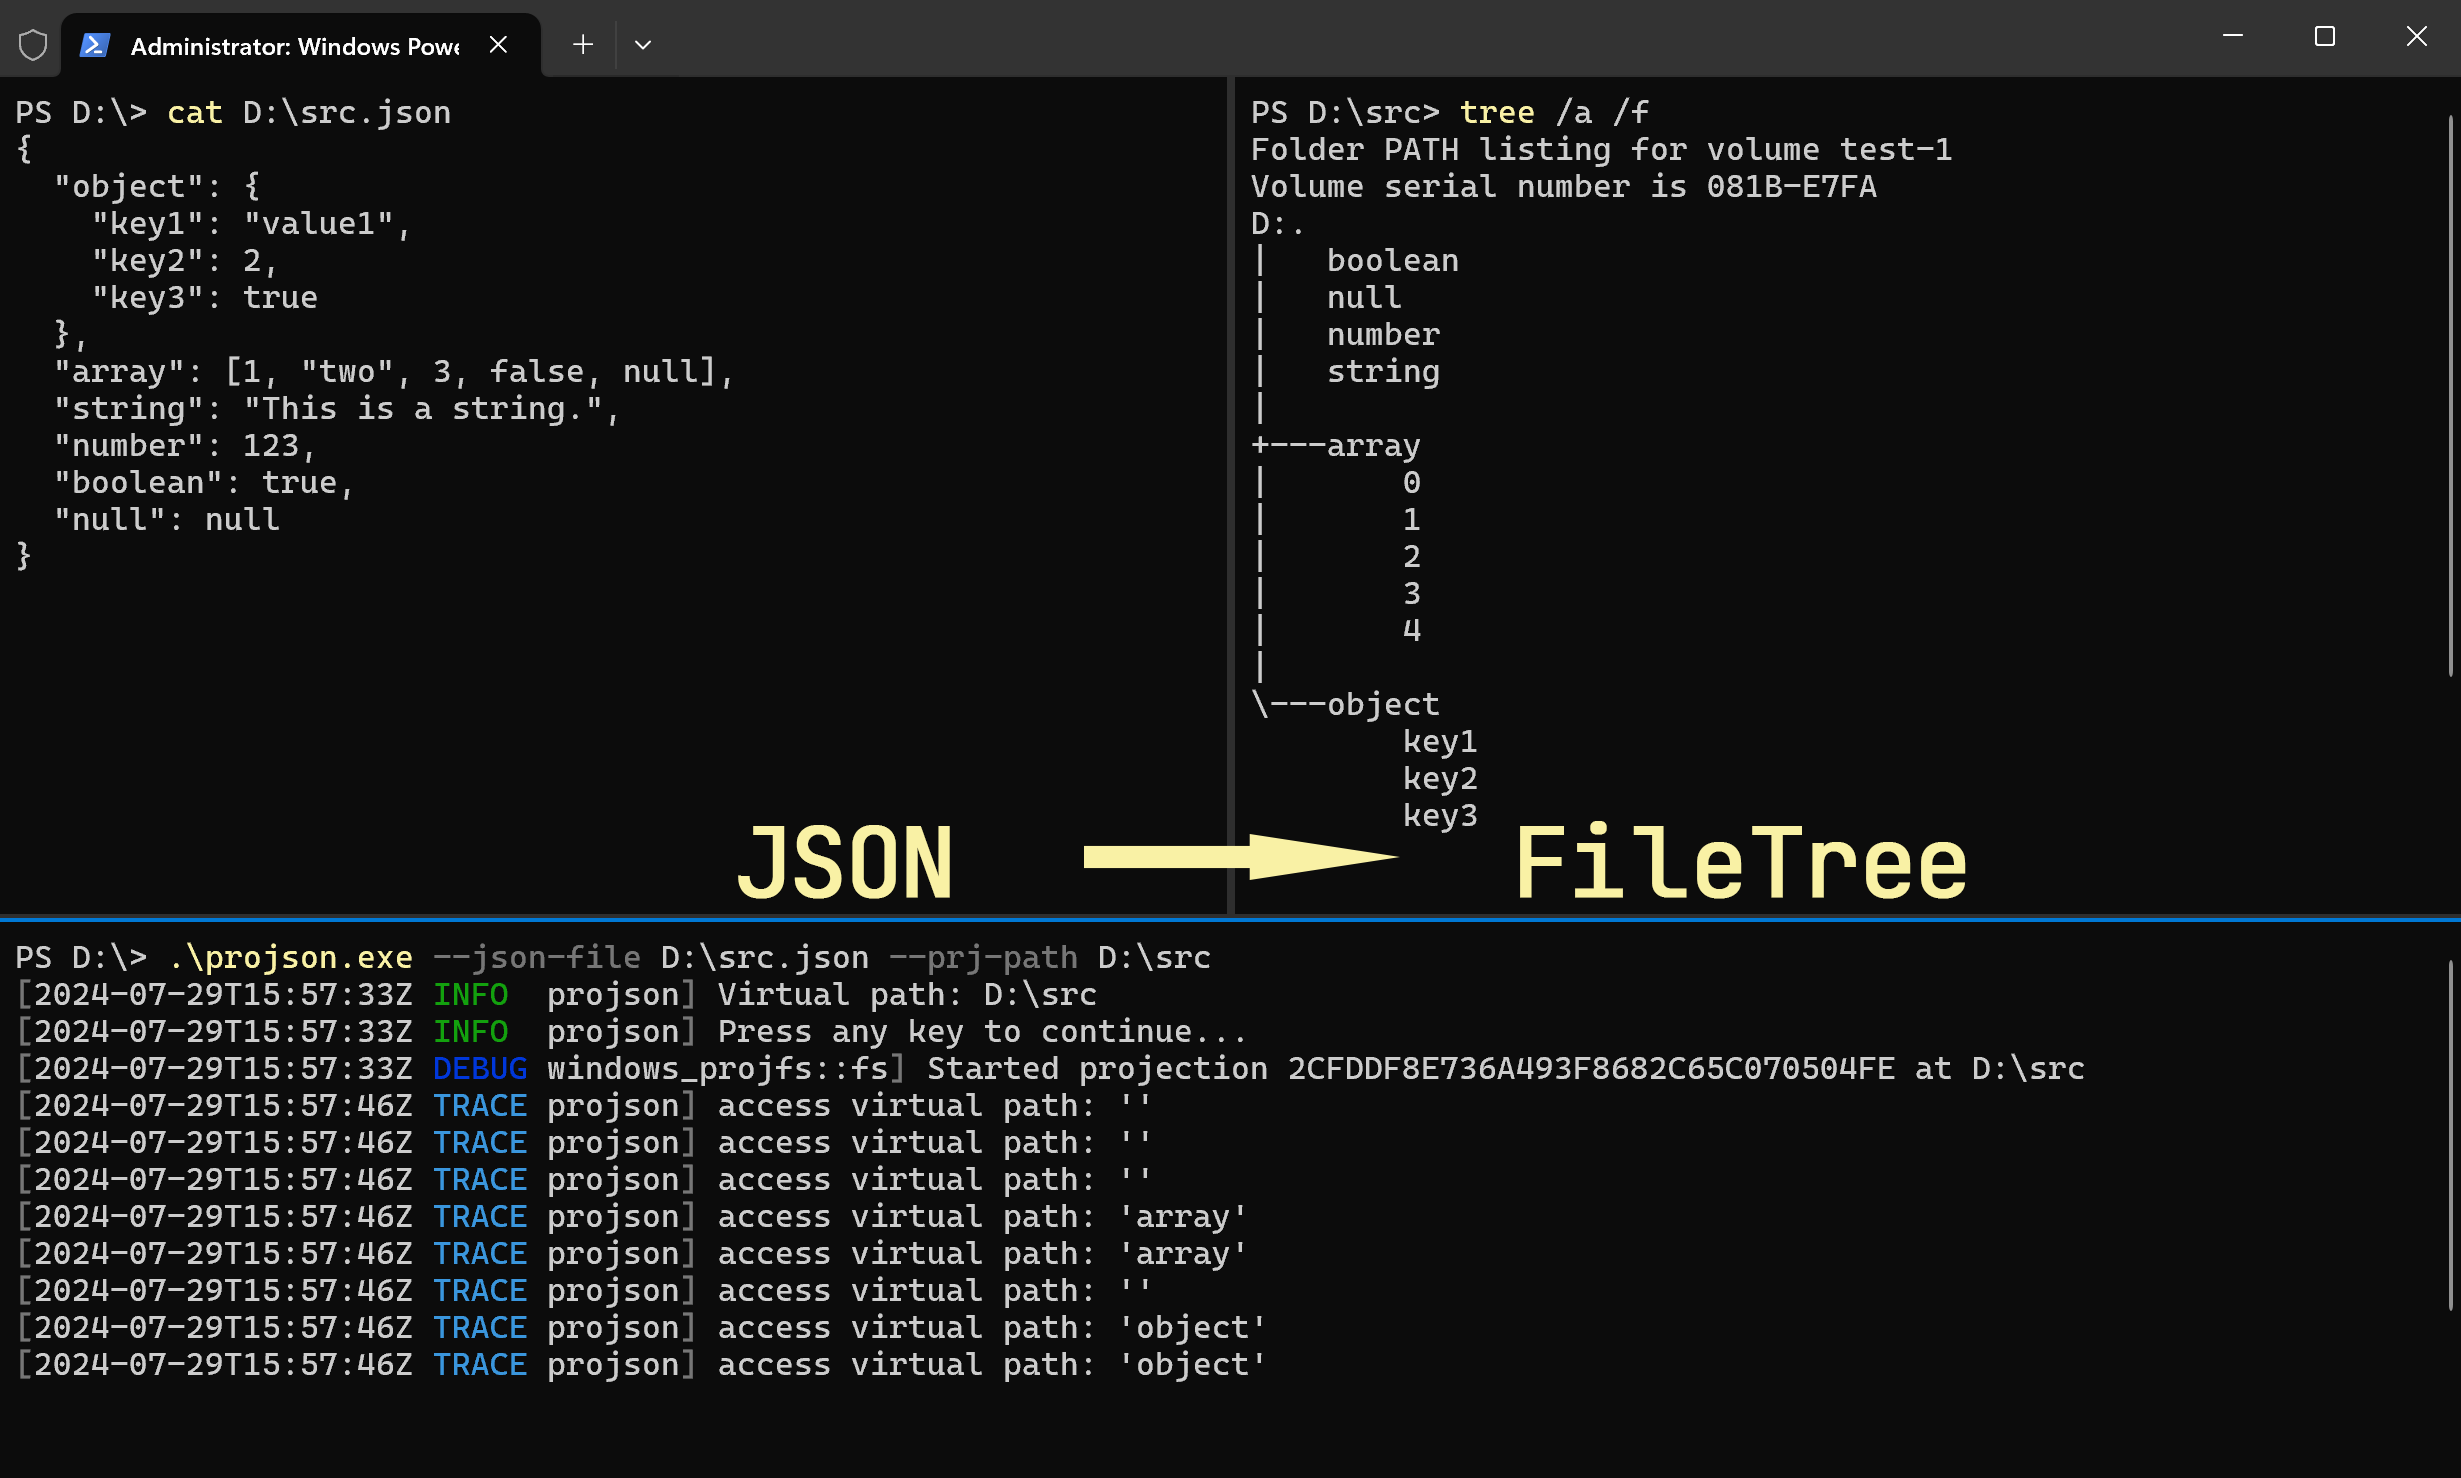 Administrator: Windows Powe
PS D:\> cat D:\src.json
{
  "object": {
    "key1": "value1",
    "key2": 2,
    "key3": true
  },
  "array": [1, "two", 3, false, null],
  "string": "This is a string.",
  "number": 123,
  "boolean": true,
  "null": null
}
PS D:\src> tree /a /f
Folder PATH listing for volume test-1
Volume serial number is 081B-E7FA
D:.
|   boolean
|   null
|   number
|   string
|
+---array
|       0
|       1
|       2
|       3
|       4
|
\---object
        key1
        key2
        key3
JSON
FileTree
PS D:\> .\projson.exe --json-file D:\src.json --prj-path D:\src
[2024-07-29T15:57:33Z INFO  projson] Virtual path: D:\src
[2024-07-29T15:57:33Z INFO  projson] Press any key to continue...
[2024-07-29T15:57:33Z DEBUG windows_projfs::fs] Started projection 2CFDDF8E736A493F8682C65C070504FE at D:\src
[2024-07-29T15:57:46Z TRACE projson] access virtual path: ''
[2024-07-29T15:57:46Z TRACE projson] access virtual path: ''
[2024-07-29T15:57:46Z TRACE projson] access virtual path: ''
[2024-07-29T15:57:46Z TRACE projson] access virtual path: 'array'
[2024-07-29T15:57:46Z TRACE projson] access virtual path: 'array'
[2024-07-29T15:57:46Z TRACE projson] access virtual path: ''
[2024-07-29T15:57:46Z TRACE projson] access virtual path: 'object'
[2024-07-29T15:57:46Z TRACE projson] access virtual path: 'object'